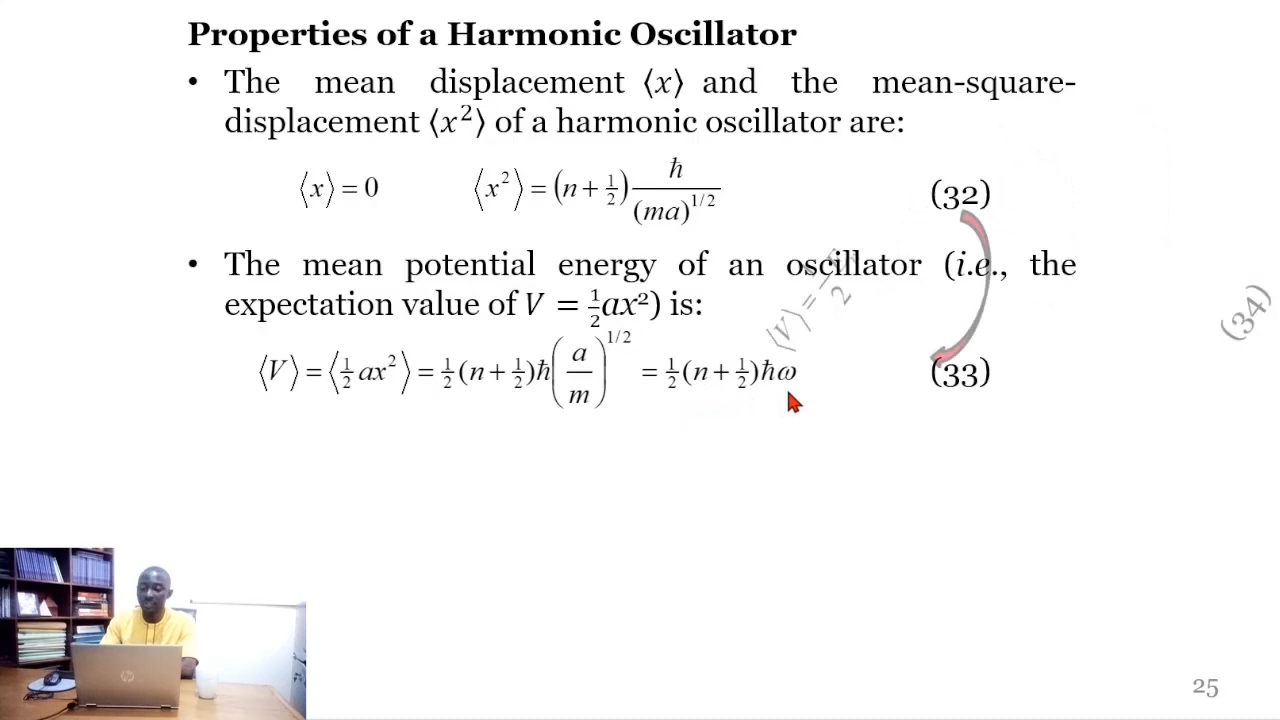 Properties of a Harmonic Oscillator
• The mean displacement ⟨x⟩ and the mean-square-
displacement ⟨x²⟩ of a harmonic oscillator are:
⟨x⟩ = 0 ⟨x²⟩ = (n + ½) ħ / (ma)^1/2 (32)
• The mean potential energy of an oscillator (i.e., the
expectation value of V = ½ax²) is:
⟨V⟩ = ⟨½ ax²⟩ = ½(n + ½)ħ(a/m)^1/2 = ½(n + ½)ħω (33)
(34)
25